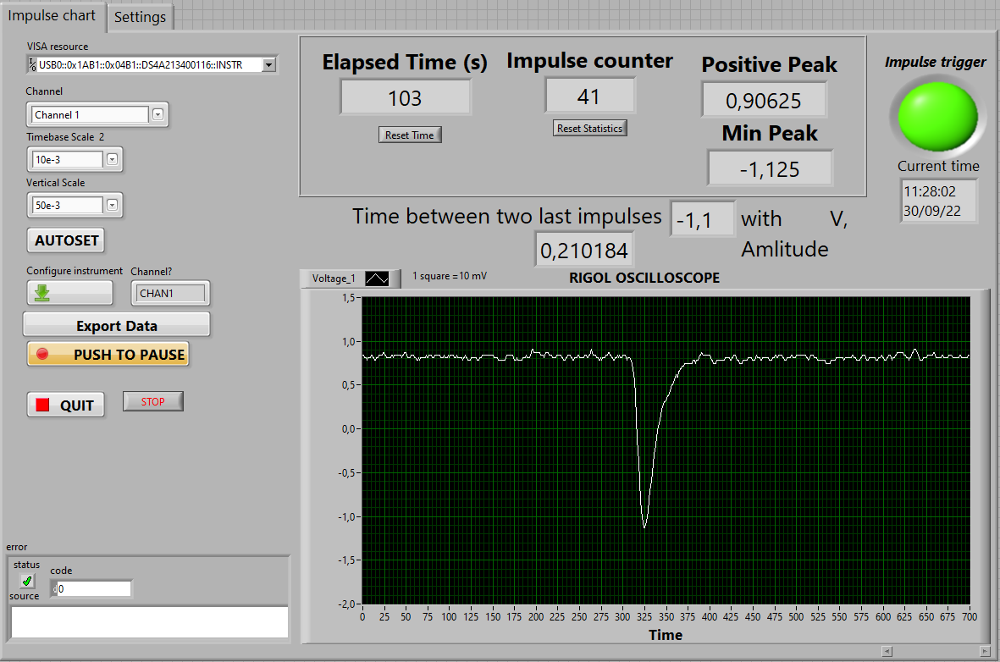 Impulse chart
Settings
VISA resource
USB0::0x1AB1::0x04B1::DS4A213400116::INSTR
Channel
Channel 1
Timebase Scale 2
10e-3
Vertical Scale
50e-3
AUTOSET
Configure instrument
Channel?
CHAN1
Export Data
PUSH TO PAUSE
QUIT
STOP
error
status
code
d
0
source
Elapsed Time (s)
103
Reset Time
Impulse counter
41
Reset Statistics
Positive Peak
0,90625
Min Peak
-1,125
Impulse trigger
Current time
11:28:02
30/09/22
Time between two last impulses
-1,1
with V,
0,210184
Amlitude
Voltage_1
1 square =10 mV
RIGOL OSCILLOSCOPE
1,5
1,0
0,5
0,0
-0,5
-1,0
-1,5
-2,0
0 25 50 75 100 125 150 175 200 225 250 275 300 325 350 375 400 425 450 475 500 525 550 575 600 625 650 675 700
Time